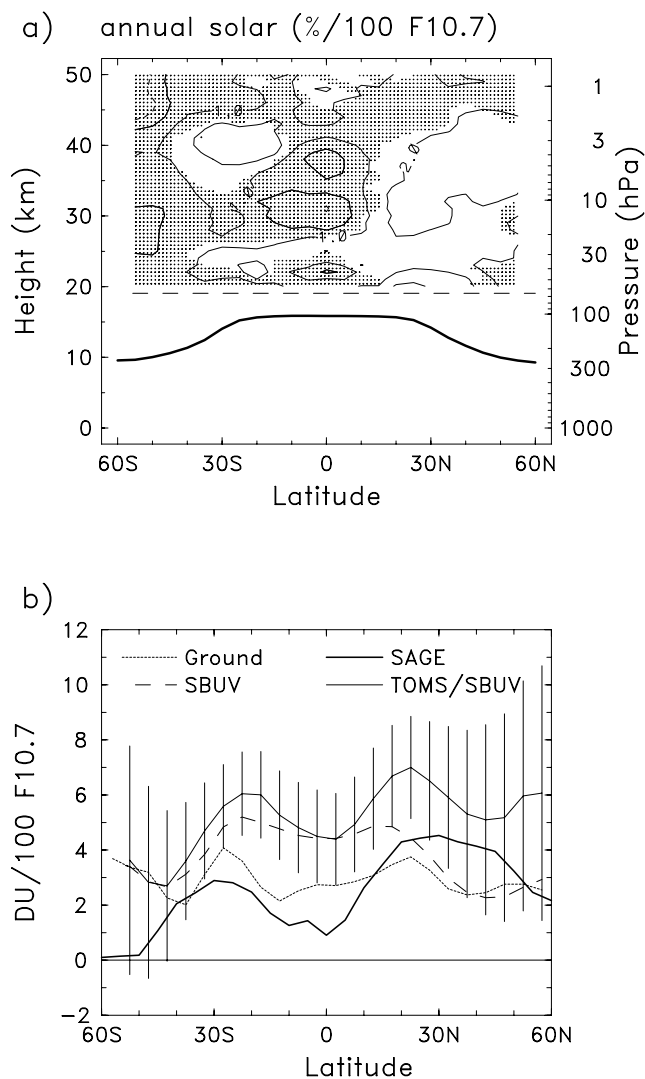 a) annual solar (%/100 F10.7)
50
40
30
20
10
0
Height (km)
1
3
10
30
100
300
1000
Pressure (hPa)
1.0
2.0
1.0
60S 30S 0 30N 60N
Latitude
b)
12
10
8
6
4
2
0
−2
DU/100 F10.7
Ground
SBUV
SAGE
TOMS/SBUV
60S 30S 0 30N 60N
Latitude